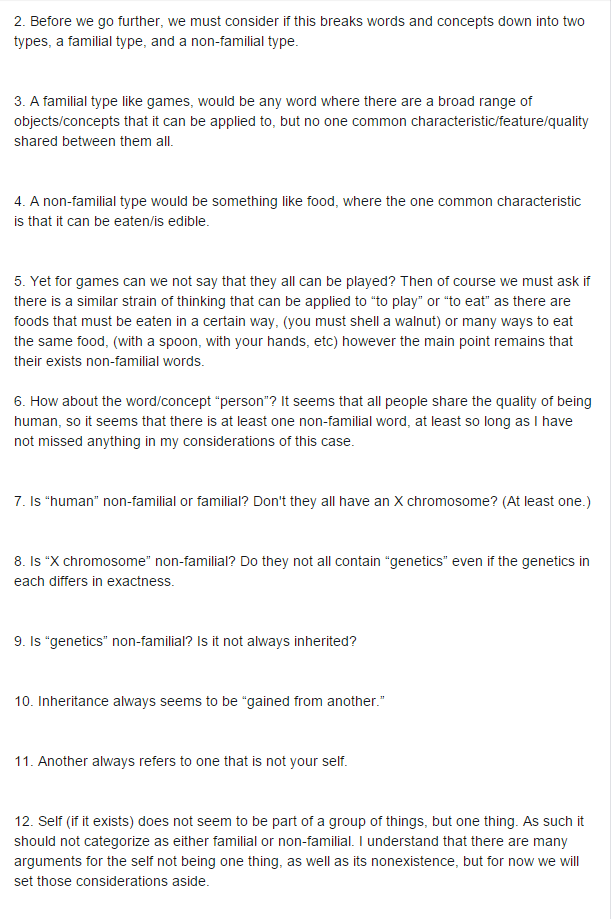 2. Before we go further, we must consider if this breaks words and concepts down into two
types, a familial type, and a non-familial type.
3. A familial type like games, would be any word where there are a broad range of
objects/concepts that it can be applied to, but no one common characteristic/feature/quality
shared between them all.
4. A non-familial type would be something like food, where the one common characteristic
is that it can be eaten/is edible.
5. Yet for games can we not say that they all can be played? Then of course we must ask if
there is a similar strain of thinking that can be applied to “to play” or “to eat” as there are
foods that must be eaten in a certain way, (you must shell a walnut) or many ways to eat
the same food, (with a spoon, with your hands, etc) however the main point remains that
their exists non-familial words.
6. How about the word/concept “person”? It seems that all people share the quality of being
human, so it seems that there is at least one non-familial word, at least so long as I have
not missed anything in my considerations of this case.
7. Is “human” non-familial or familial? Don't they all have an X chromosome? (At least one.)
8. Is “X chromosome” non-familial? Do they not all contain “genetics” even if the genetics in
each differs in exactness.
9. Is “genetics” non-familial? Is it not always inherited?
10. Inheritance always seems to be “gained from another.”
11. Another always refers to one that is not your self.
12. Self (if it exists) does not seem to be part of a group of things, but one thing. As such it
should not categorize as either familial or non-familial. I understand that there are many
arguments for the self not being one thing, as well as its nonexistence, but for now we will
set those considerations aside.